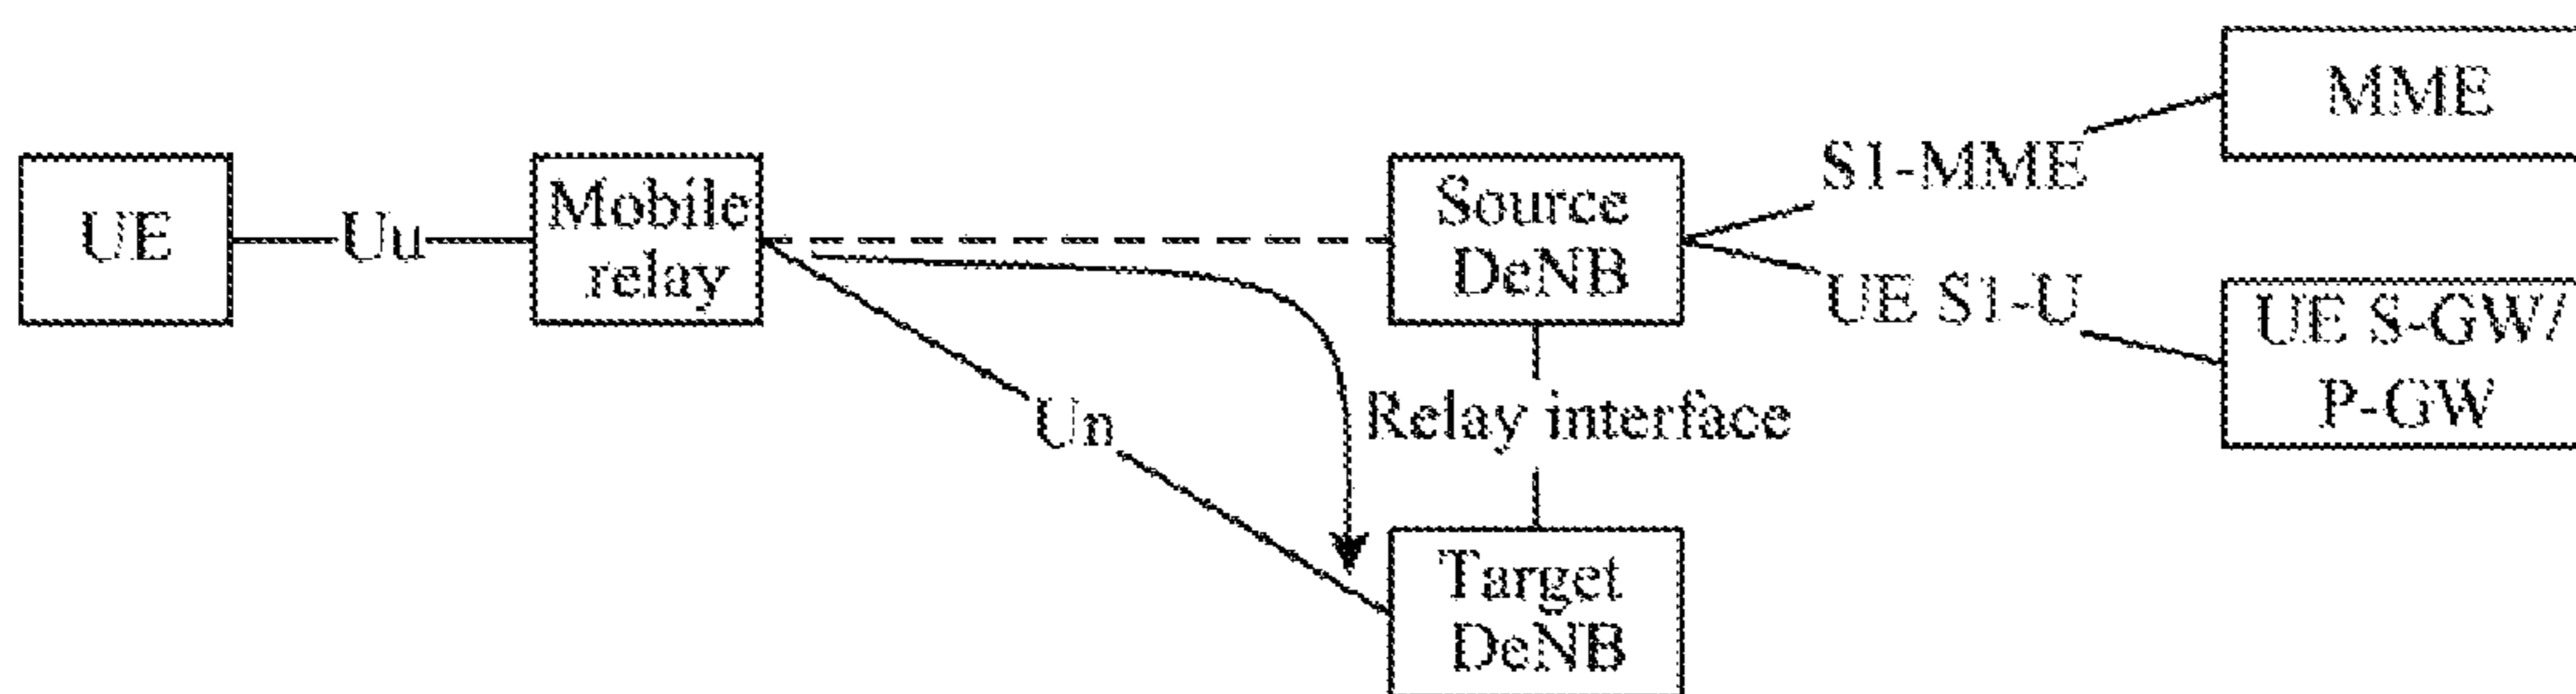 UE
Uu
Mobile
relay
Un
Source
DeNB
Relay interface
Target
DeNB
S1-MME
UE S1-U
MME
UE S-GW/
P-GW